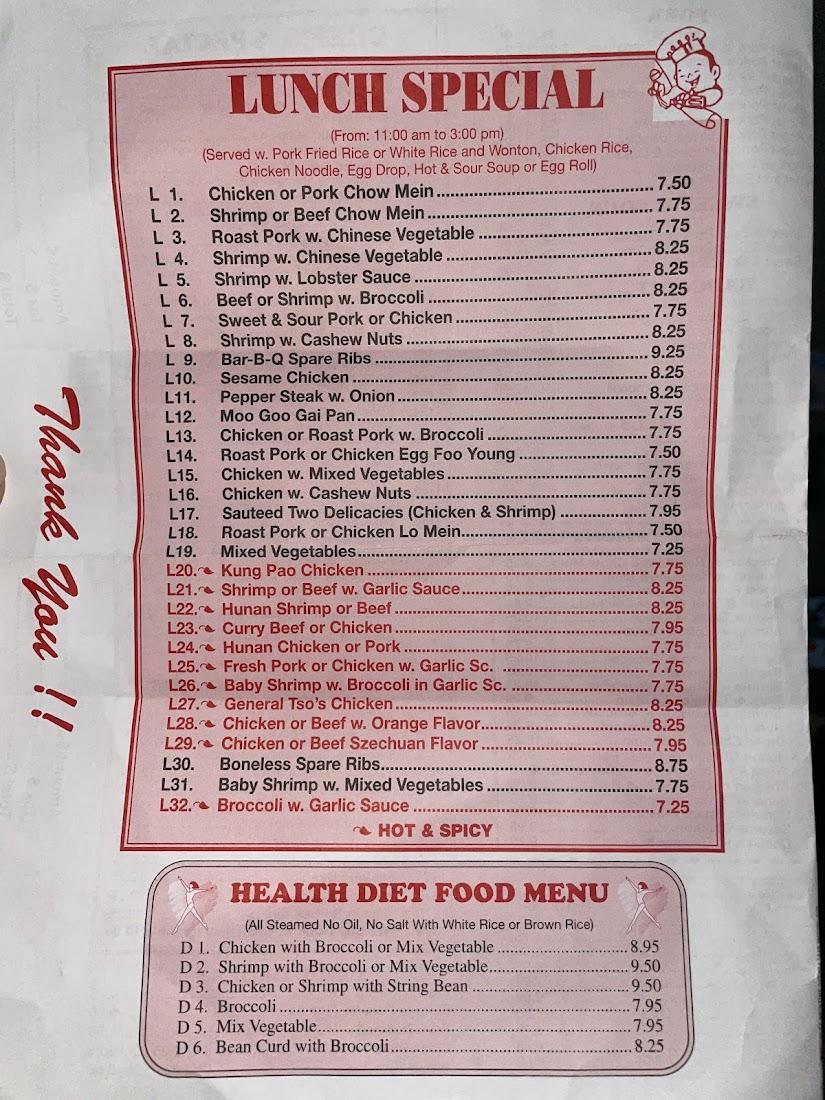 LUNCH SPECIAL
(From: 11:00 am to 3:00 pm)
(Served w. Pork Fried Rice or White Rice and Wonton, Chicken Rice,
Chicken Noodle, Egg Drop, Hot & Sour Soup or Egg Roll)
L 1. Chicken or Pork Chow Mein 7.50
L 2. Shrimp or Beef Chow Mein 7.75
L 3. Roast Pork w. Chinese Vegetable 7.75
L 4. Shrimp w. Chinese Vegetable 8.25
L 5. Shrimp w. Lobster Sauce 8.25
L 6. Beef or Shrimp w. Broccoli 8.25
L 7. Sweet & Sour Pork or Chicken 7.75
L 8. Shrimp w. Cashew Nuts 8.25
L 9. Bar-B-Q Spare Ribs 9.25
L10. Sesame Chicken 8.25
L11. Pepper Steak w. Onion 8.25
L12. Moo Goo Gai Pan 7.75
L13. Chicken or Roast Pork w. Broccoli 7.75
L14. Roast Pork or Chicken Egg Foo Young 7.50
L15. Chicken w. Mixed Vegetables 7.75
L16. Chicken w. Cashew Nuts 7.75
L17. Sauteed Two Delicacies (Chicken & Shrimp) 7.95
L18. Roast Pork or Chicken Lo Mein 7.50
L19. Mixed Vegetables 7.25
L20. Kung Pao Chicken 7.75
L21. Shrimp or Beef w. Garlic Sauce 8.25
L22. Hunan Shrimp or Beef 8.25
L23. Curry Beef or Chicken 7.95
L24. Hunan Chicken or Pork 7.75
L25. Fresh Pork or Chicken w. Garlic Sc. 7.75
L26. Baby Shrimp w. Broccoli in Garlic Sc. 7.75
L27. General Tso's Chicken 8.25
L28. Chicken or Beef w. Orange Flavor 8.25
L29. Chicken or Beef Szechuan Flavor 7.95
L30. Boneless Spare Ribs 8.75
L31. Baby Shrimp w. Mixed Vegetables 7.75
L32. Broccoli w. Garlic Sauce 7.25
HOT & SPICY
Thank You !!
HEALTH DIET FOOD MENU
(All Steamed No Oil, No Salt With White Rice or Brown Rice)
D 1. Chicken with Broccoli or Mix Vegetable 8.95
D 2. Shrimp with Broccoli or Mix Vegetable 9.50
D 3. Chicken or Shrimp with String Bean 9.50
D 4. Broccoli 7.95
D 5. Mix Vegetable 7.95
D 6. Bean Curd with Broccoli 8.25